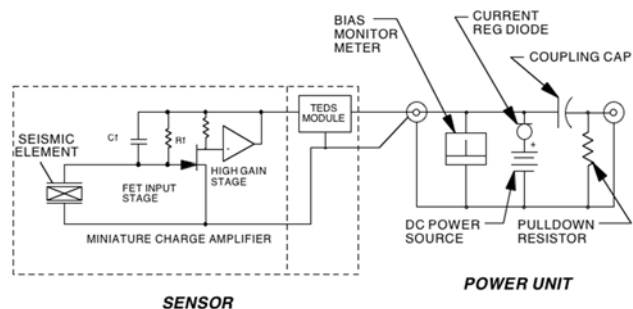 BIAS
MONITOR
METER
CURRENT
REG DIODE
COUPLING CAP
TEDS
MODULE
Cf
Rf
-
+
SEISMIC
ELEMENT
HIGH GAIN
STAGE
FET INPUT
STAGE
MINIATURE CHARGE AMPLIFIER
DC POWER
SOURCE
PULLDOWN
RESISTOR
SENSOR
POWER UNIT